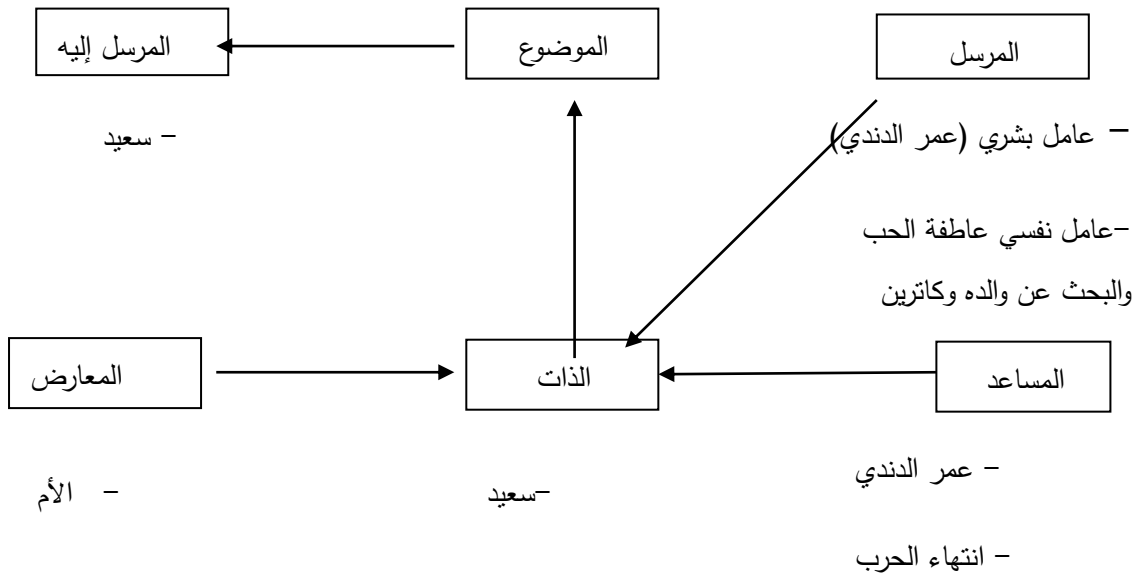 المرسل
الموضوع
المرسل إليه
– عامل بشري (عمر الدندي)
– سعيد
–عامل نفسي عاطفة الحب
والبحث عن والده وكاترين
المساعد
الذات
المعارض
– عمر الدندي
–سعيد
– الأم
– انتهاء الحرب